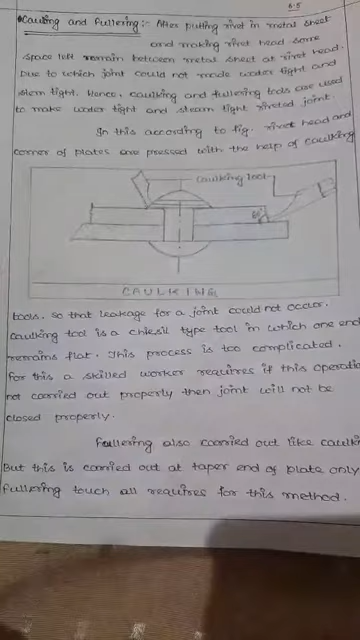 6.5
Caulking and Fullering:- After putting rivet in metal sheet
and making rivet head some
space left remain between metal sheet at rivet head.
Due to which joint could not made water tight and
stem tight. Hence, caulking and fullering tools are used
to make water tight and steam tight riveted joint.
In this according to fig. rivet head and
corner of plates are pressed with the help of caulking
Caulking tool
CAULKING
tools, so that leakage for a joint could not occur.
Caulking tool is a chiesil type tool in which one end
remains flat. This process is too complicated.
For this a skilled worker requires if this operatio
not carried out properly then joint will not be
closed properly.
Fullering also carried out like caulki
But this is carried out at taper end of plate only
Fullering touch all requires for this method.